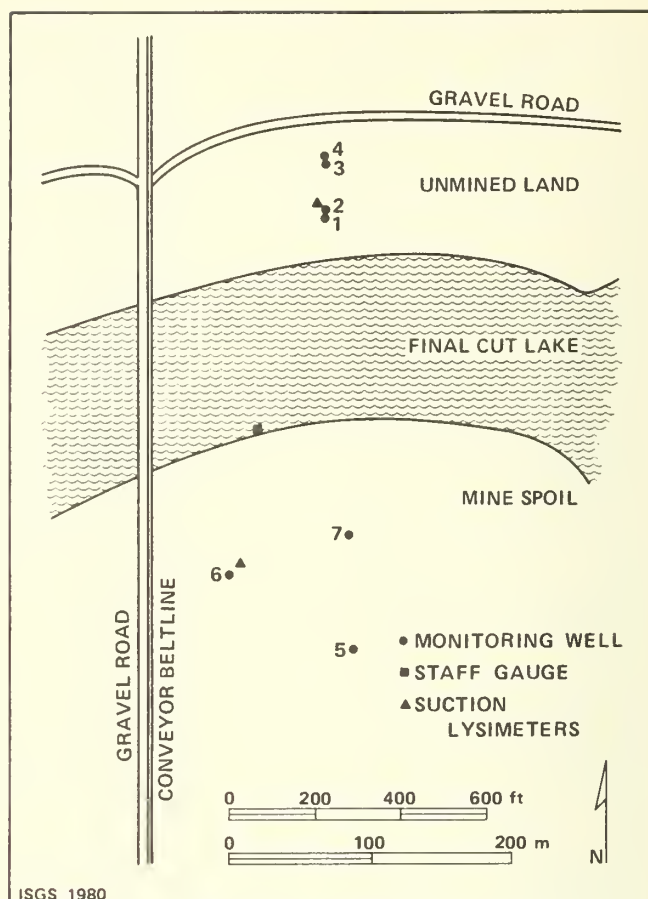 GRAVEL ROAD
4
3
UNMINED LAND
2
1
FINAL CUT LAKE
MINE SPOIL
7
6
5
GRAVEL ROAD
CONVEYOR BELTLINE
MONITORING WELL
STAFF GAUGE
SUCTION
LYSIMETERS
0 200 400 600 ft
0 100 200 m
N
ISGS 1980